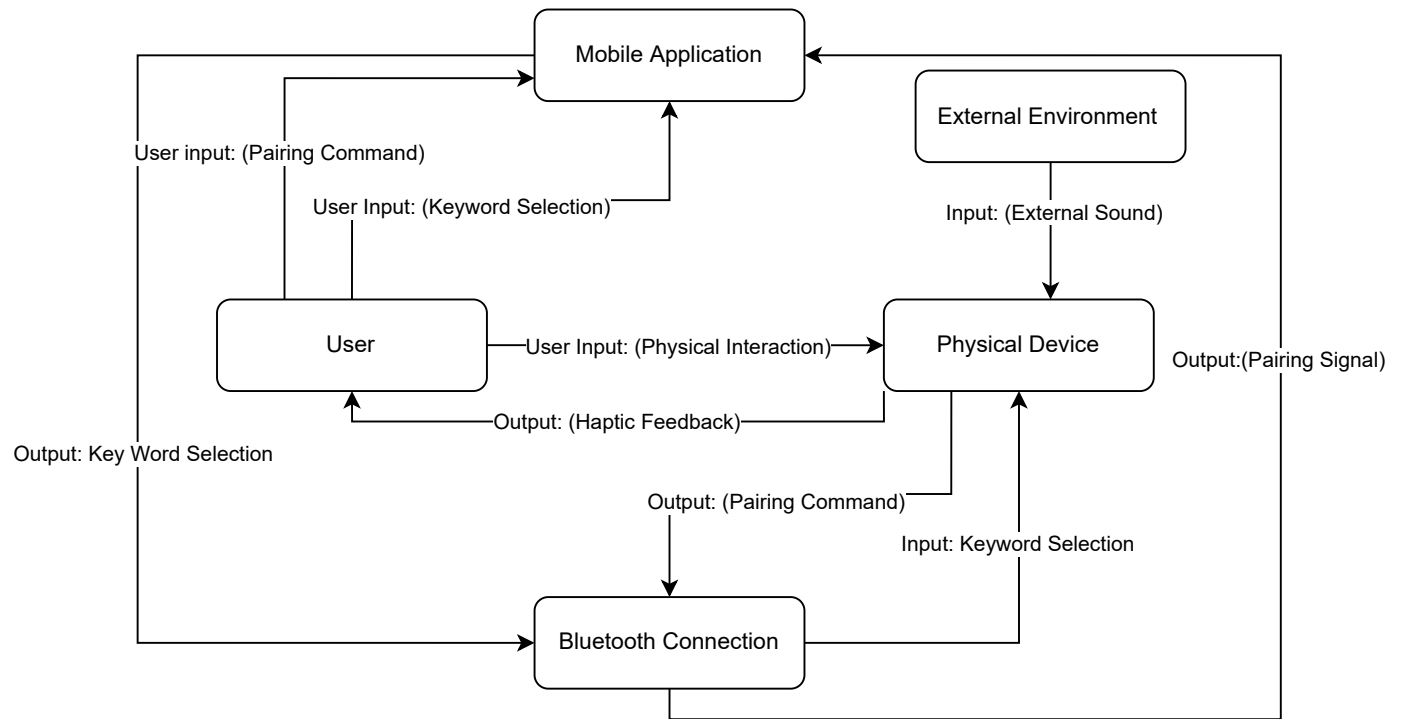 Mobile Application
External Environment
User input: (Pairing Command)
User Input: (Keyword Selection)
Input: (External Sound)
User
User Input: (Physical Interaction)
Physical Device
Output:(Pairing Signal)
Output: (Haptic Feedback)
Output: Key Word Selection
Output: (Pairing Command)
Input: Keyword Selection
Bluetooth Connection